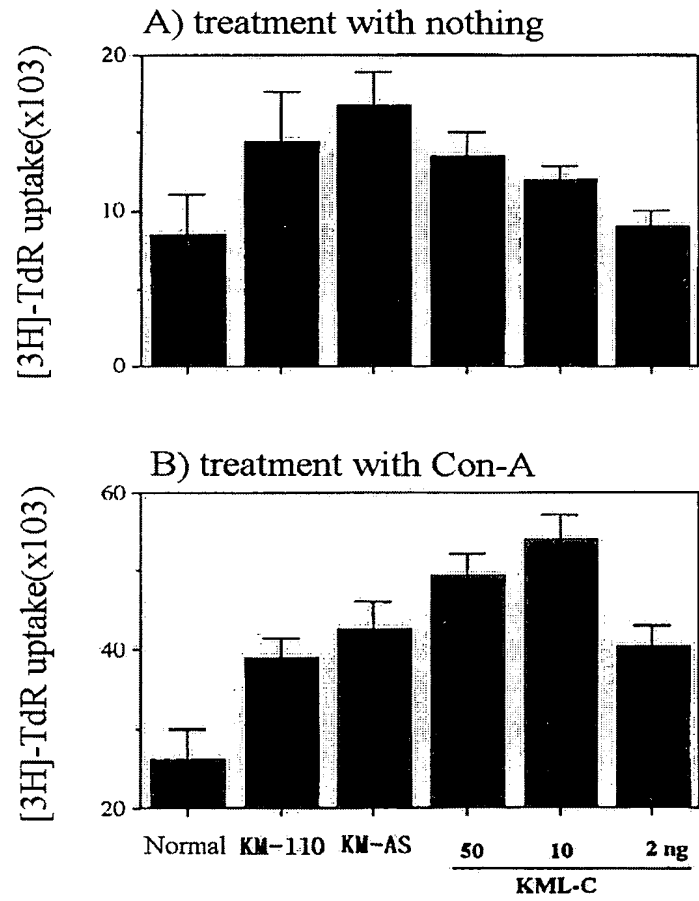 A) treatment with nothing
[3H]-TdR uptake(x103)
20
10
0
B) treatment with Con-A
[3H]-TdR uptake(x103)
60
40
20
Normal KM-110 KM-AS 50 10 2 ng
KML-C